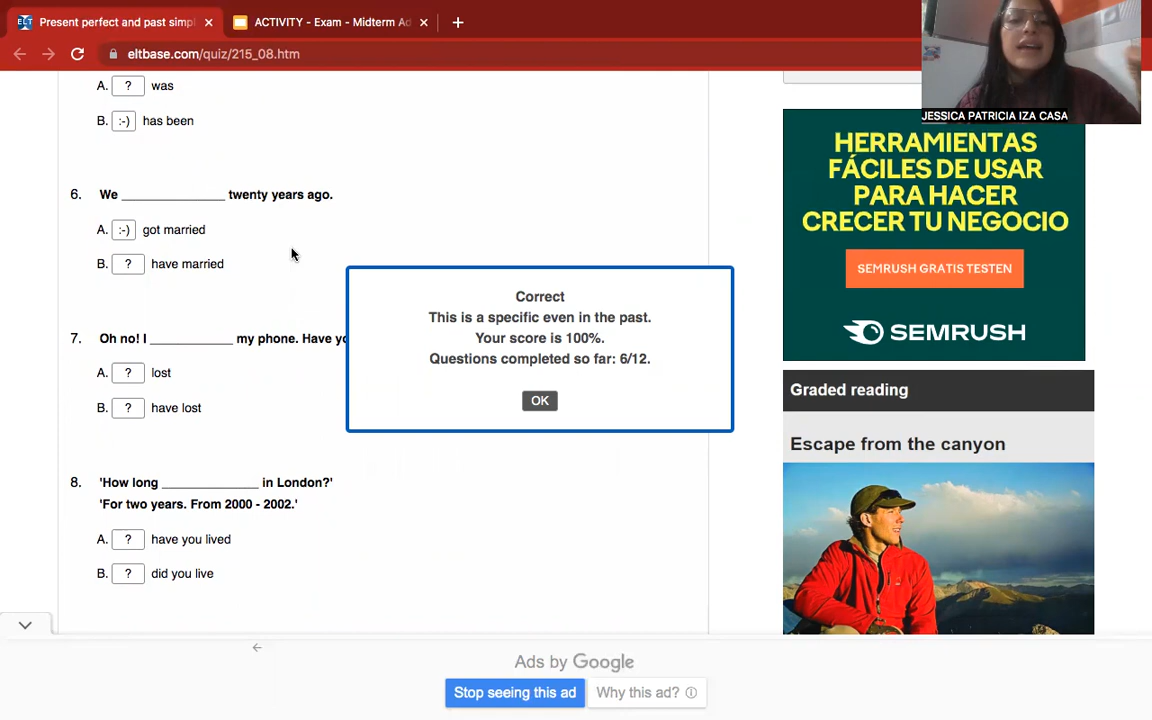 Present perfect and past simp
ACTIVITY - Exam - Midterm Ad
eltbase.com/quiz/215_08.htm
JESSICA PATRICIA IZA CASA
A. ? was
B. :-) has been
6. We ______________ twenty years ago.
A. :-) got married
B. ? have married
7. Oh no! I ___________ my phone. Have yo
A. ? lost
B. ? have lost
8. 'How long _____________ in London?'
'For two years. From 2000 - 2002.'
A. ? have you lived
B. ? did you live
Correct
This is a specific even in the past.
Your score is 100%.
Questions completed so far: 6/12.
OK
HERRAMIENTAS
FÁCILES DE USAR
PARA HACER
CRECER TU NEGOCIO
SEMRUSH GRATIS TESTEN
SEMRUSH
Graded reading
Escape from the canyon
Ads by Google
Stop seeing this ad
Why this ad?